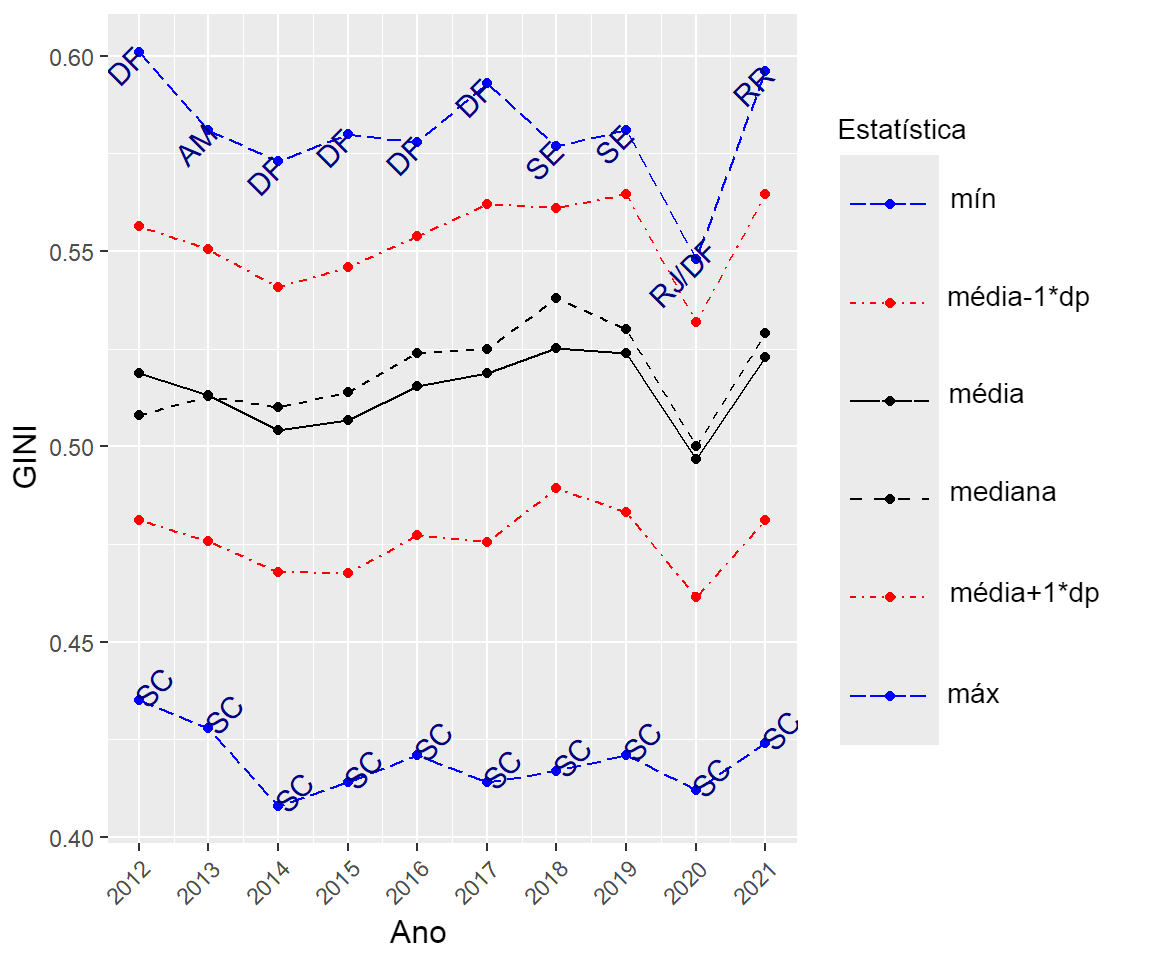 0.60
0.55
0.50
0.45
0.40
GINI
DF
AM
DF
DF
DF
DF
SE
SE
RJ/DF
RR
SC
SC
SC
SC
SC
SC
SC
SC
SC
SC
2012
2013
2014
2015
2016
2017
2018
2019
2020
2021
Ano
Estatística
mín
média-1*dp
média
mediana
média+1*dp
máx